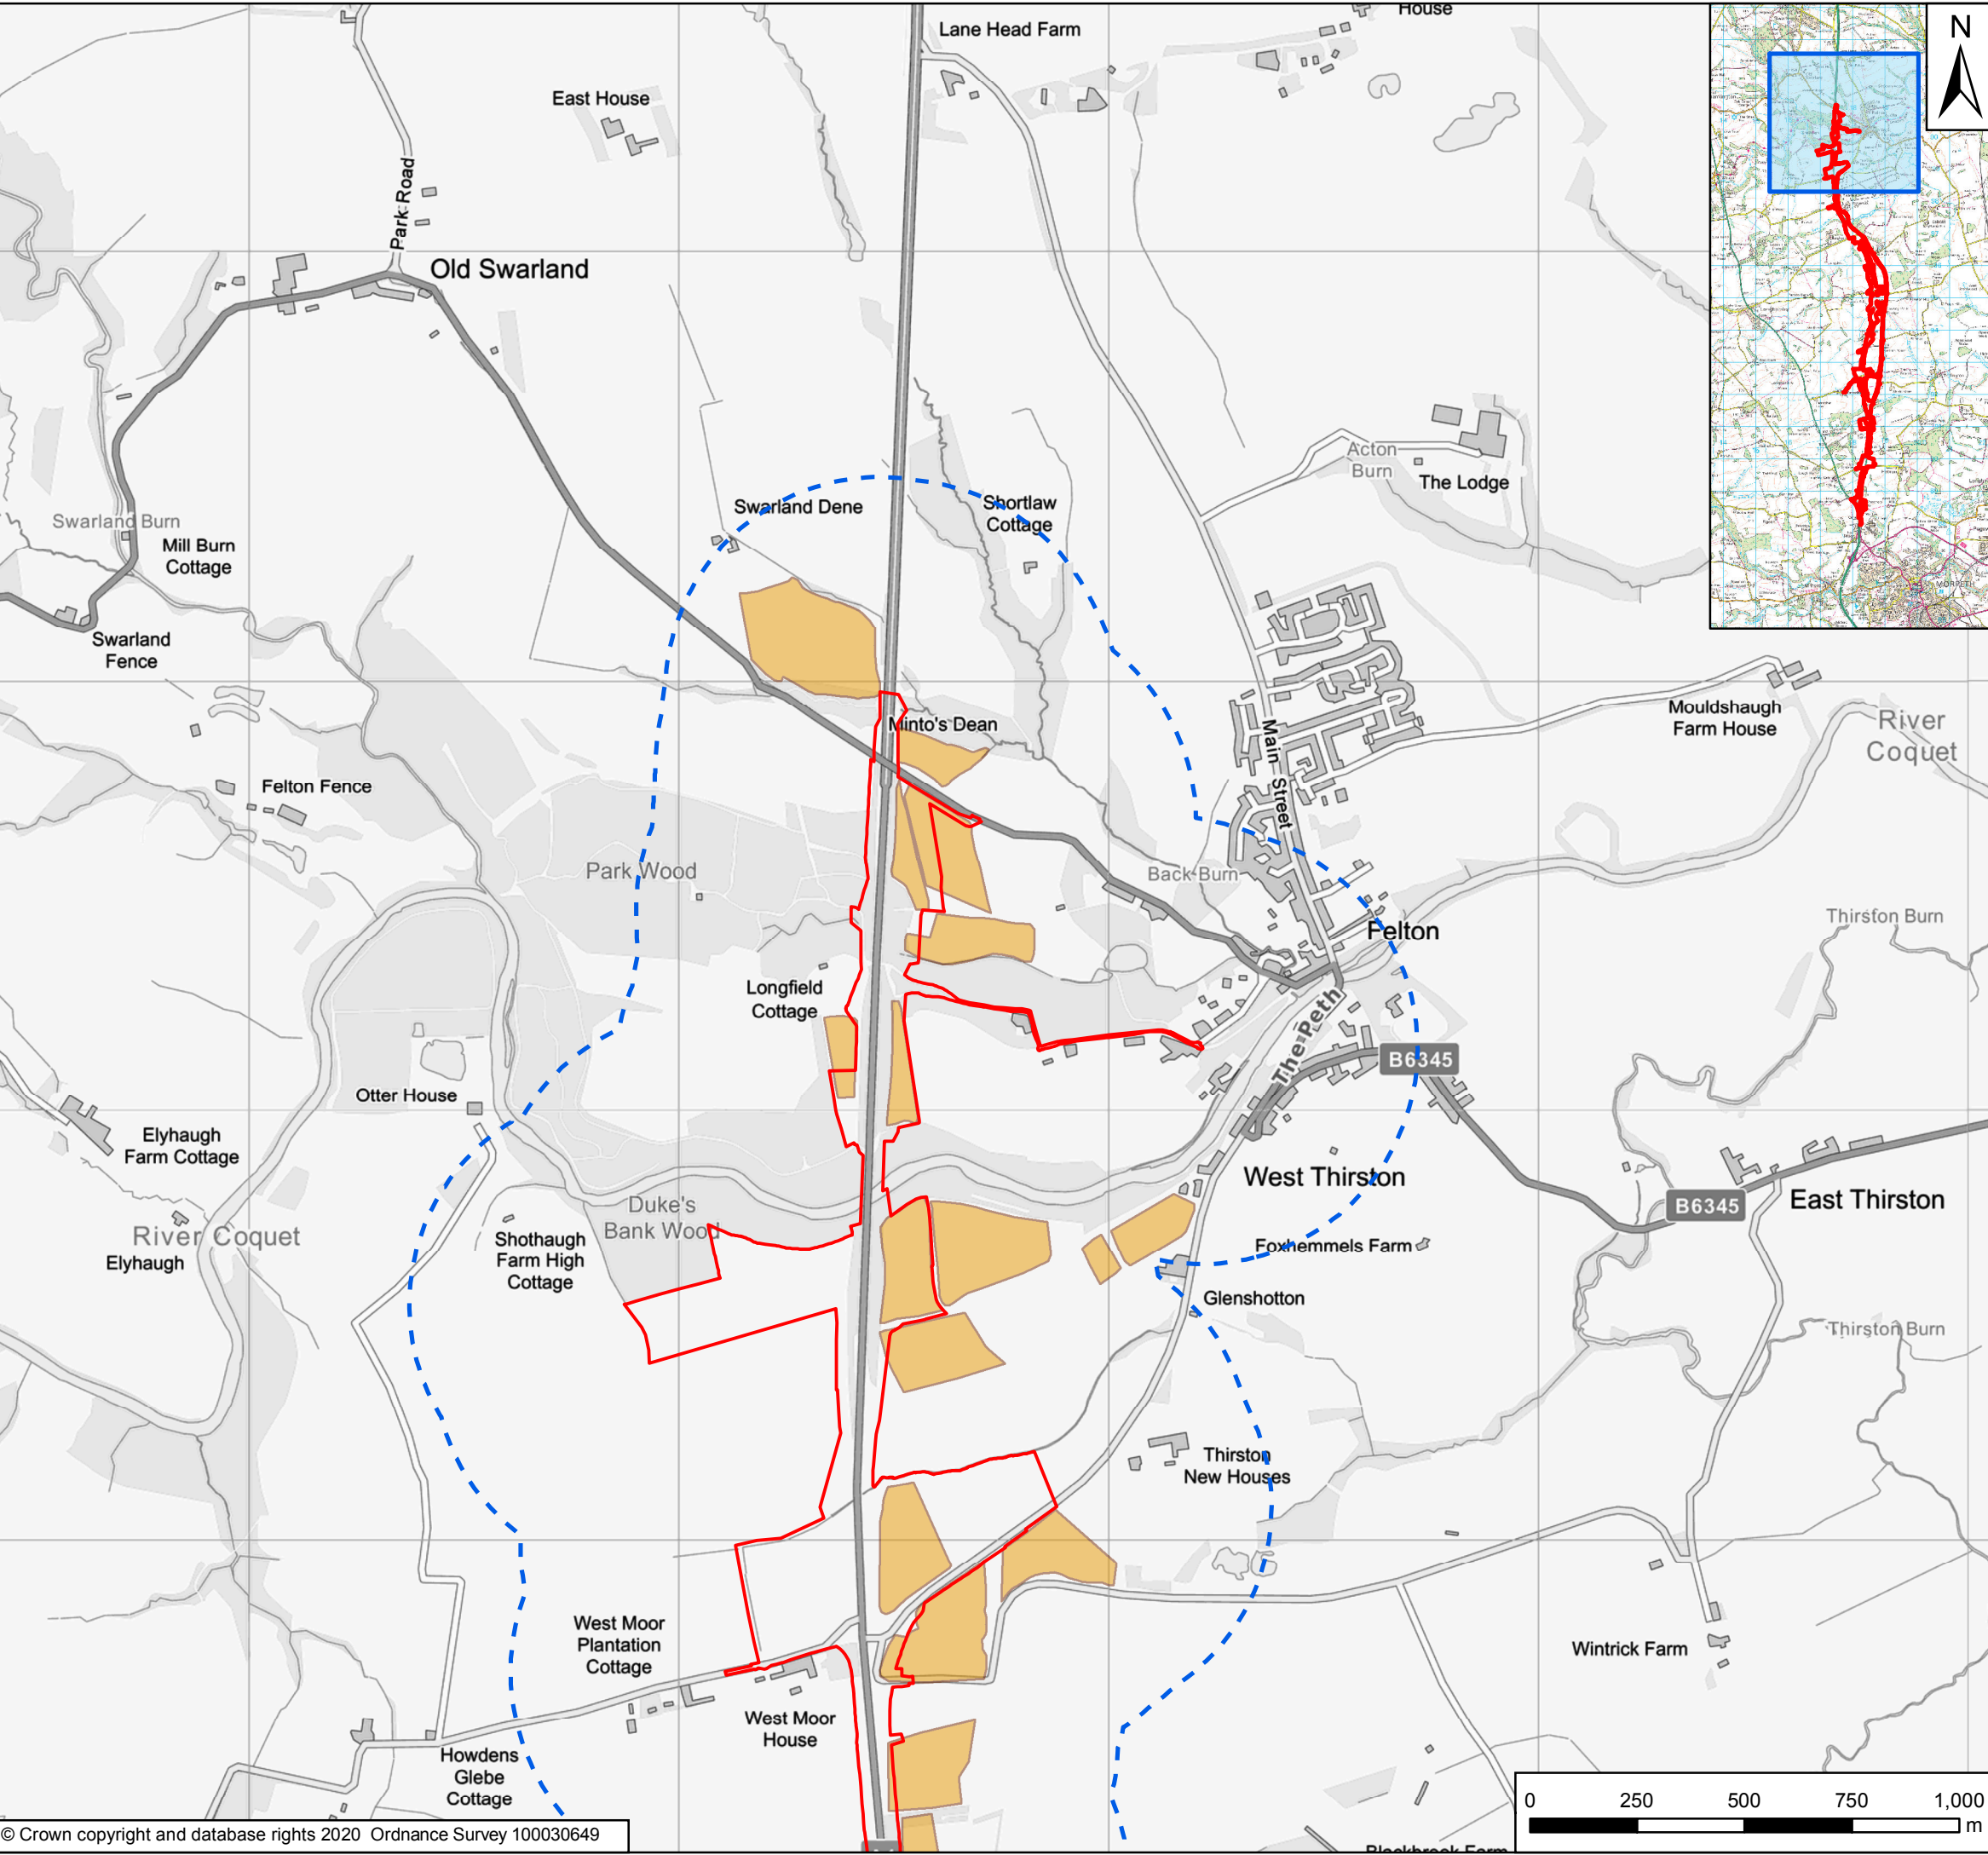 House
Lane Head Farm
N
East House
Park Road
Old Swarland
Acton
Burn
The Lodge
Swarland Dene
Shortlaw
Cottage
Swarland Burn
Mill Burn
Cottage
MORPETH
Swarland
Fence
Mouldshaugh
Farm House
River
Coquet
Minto's Dean
Main Street
Felton Fence
Park Wood
Back Burn
Thirston Burn
Felton
Longfield
Cottage
The Peth
B6345
Otter House
Elyhaugh
Farm Cottage
West Thirston
B6345
East Thirston
Duke's
Bank Wood
River Coquet
Elyhaugh
Shothaugh
Farm High
Cottage
Foxhemmels Farm
Glenshotton
Thirston Burn
Thirston
New Houses
West Moor
Plantation
Cottage
Wintrick Farm
West Moor
House
Howdens
Glebe
Cottage
0 250 500 750 1,000
m
© Crown copyright and database rights 2020 Ordnance Survey 100030649
Blackbrook Farm